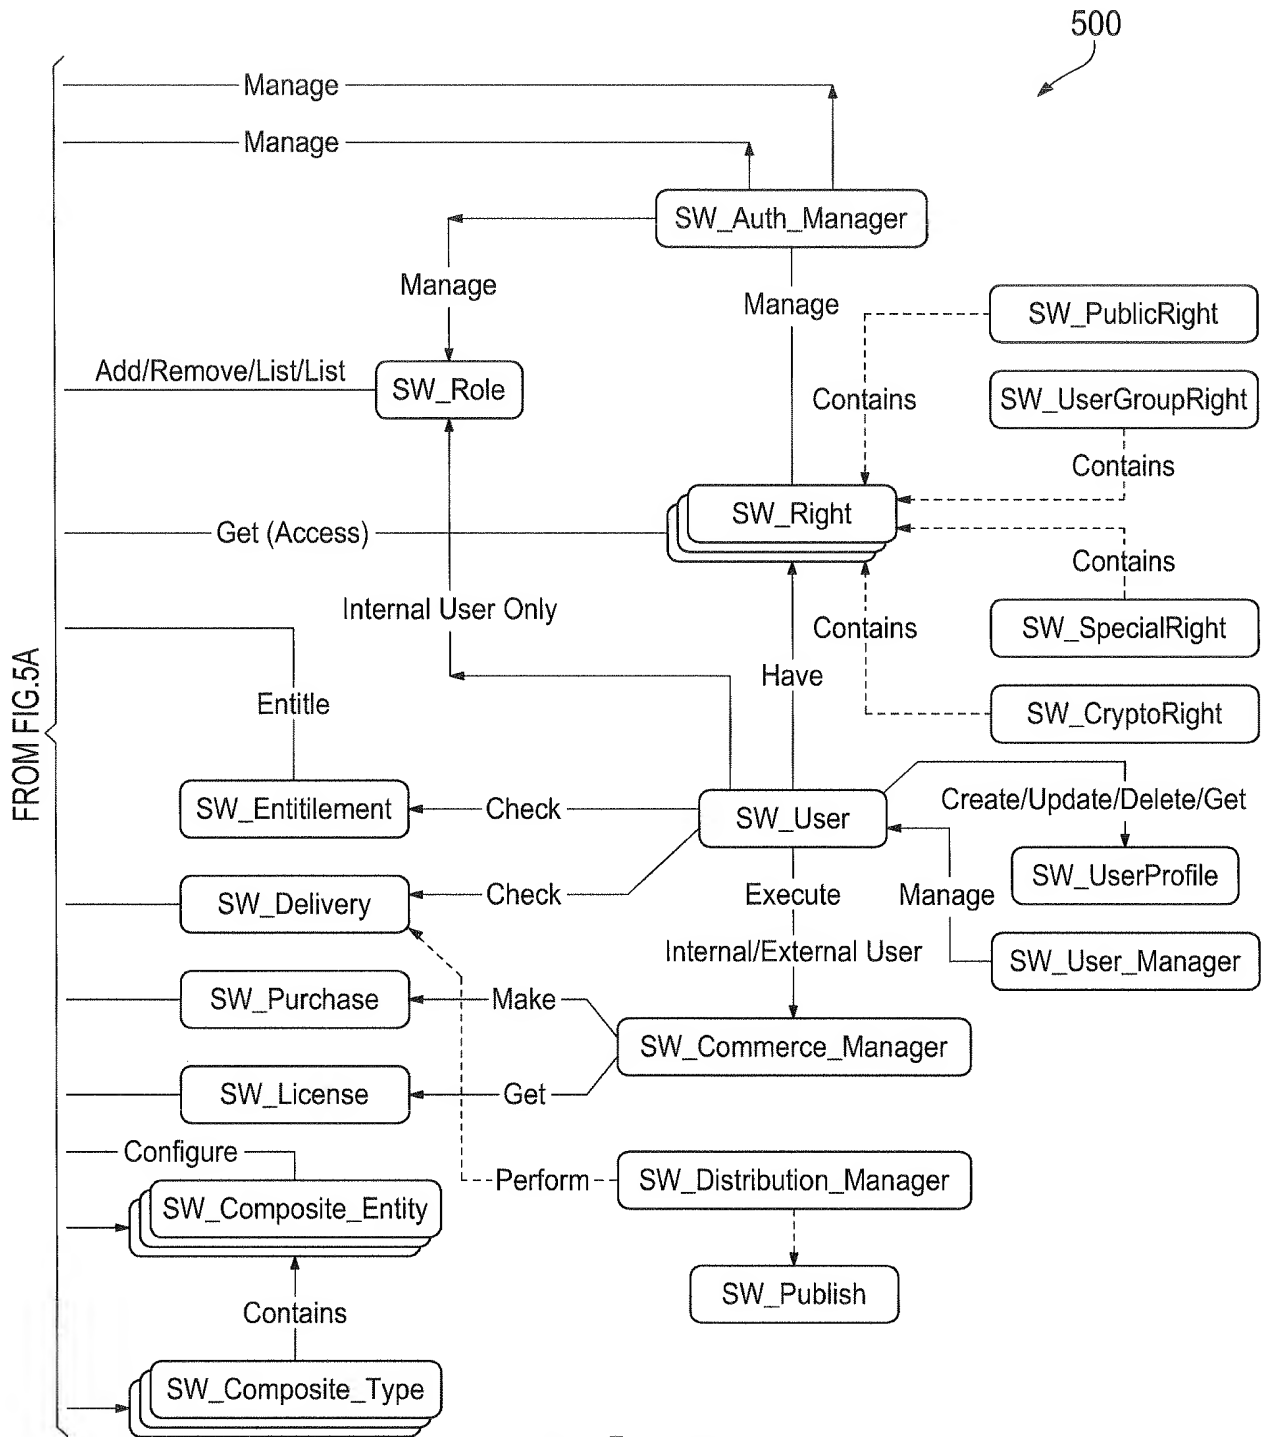 500
Manage
Manage
SW_Auth_Manager
Manage
Manage
SW_PublicRight
Add/Remove/List/List
SW_Role
Contains
SW_UserGroupRight
Contains
SW_Right
Get (Access)
Contains
Internal User Only
Contains
SW_SpecialRight
Have
Entitle
SW_CryptoRight
FROM FIG.5A
SW_Entitilement
Check
SW_User
Create/Update/Delete/Get
SW_Delivery
Check
Execute
Manage
SW_UserProfile
Internal/External User
SW_User_Manager
SW_Purchase
Make
SW_Commerce_Manager
SW_License
Get
Configure
Perform
SW_Distribution_Manager
SW_Composite_Entity
SW_Publish
Contains
SW_Composite_Type